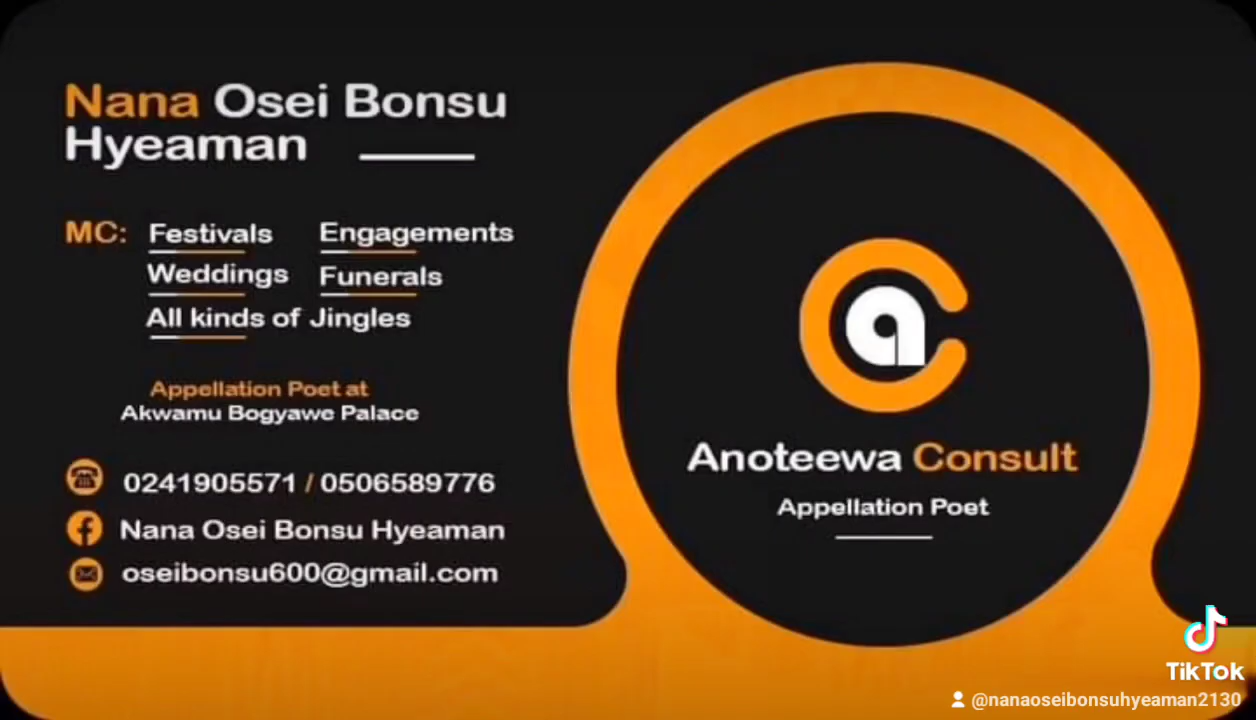 Nana Osei Bonsu
Hyeaman
MC: Festivals Engagements
Weddings Funerals
All kinds of Jingles
Appellation Poet at
Akwamu Bogyawe Palace
0241905571 / 0506589776
Nana Osei Bonsu Hyeaman
oseibonsu600@gmail.com
a
Anoteewa Consult
Appellation Poet
TikTok
@nanaoseibonsuhyeaman2130